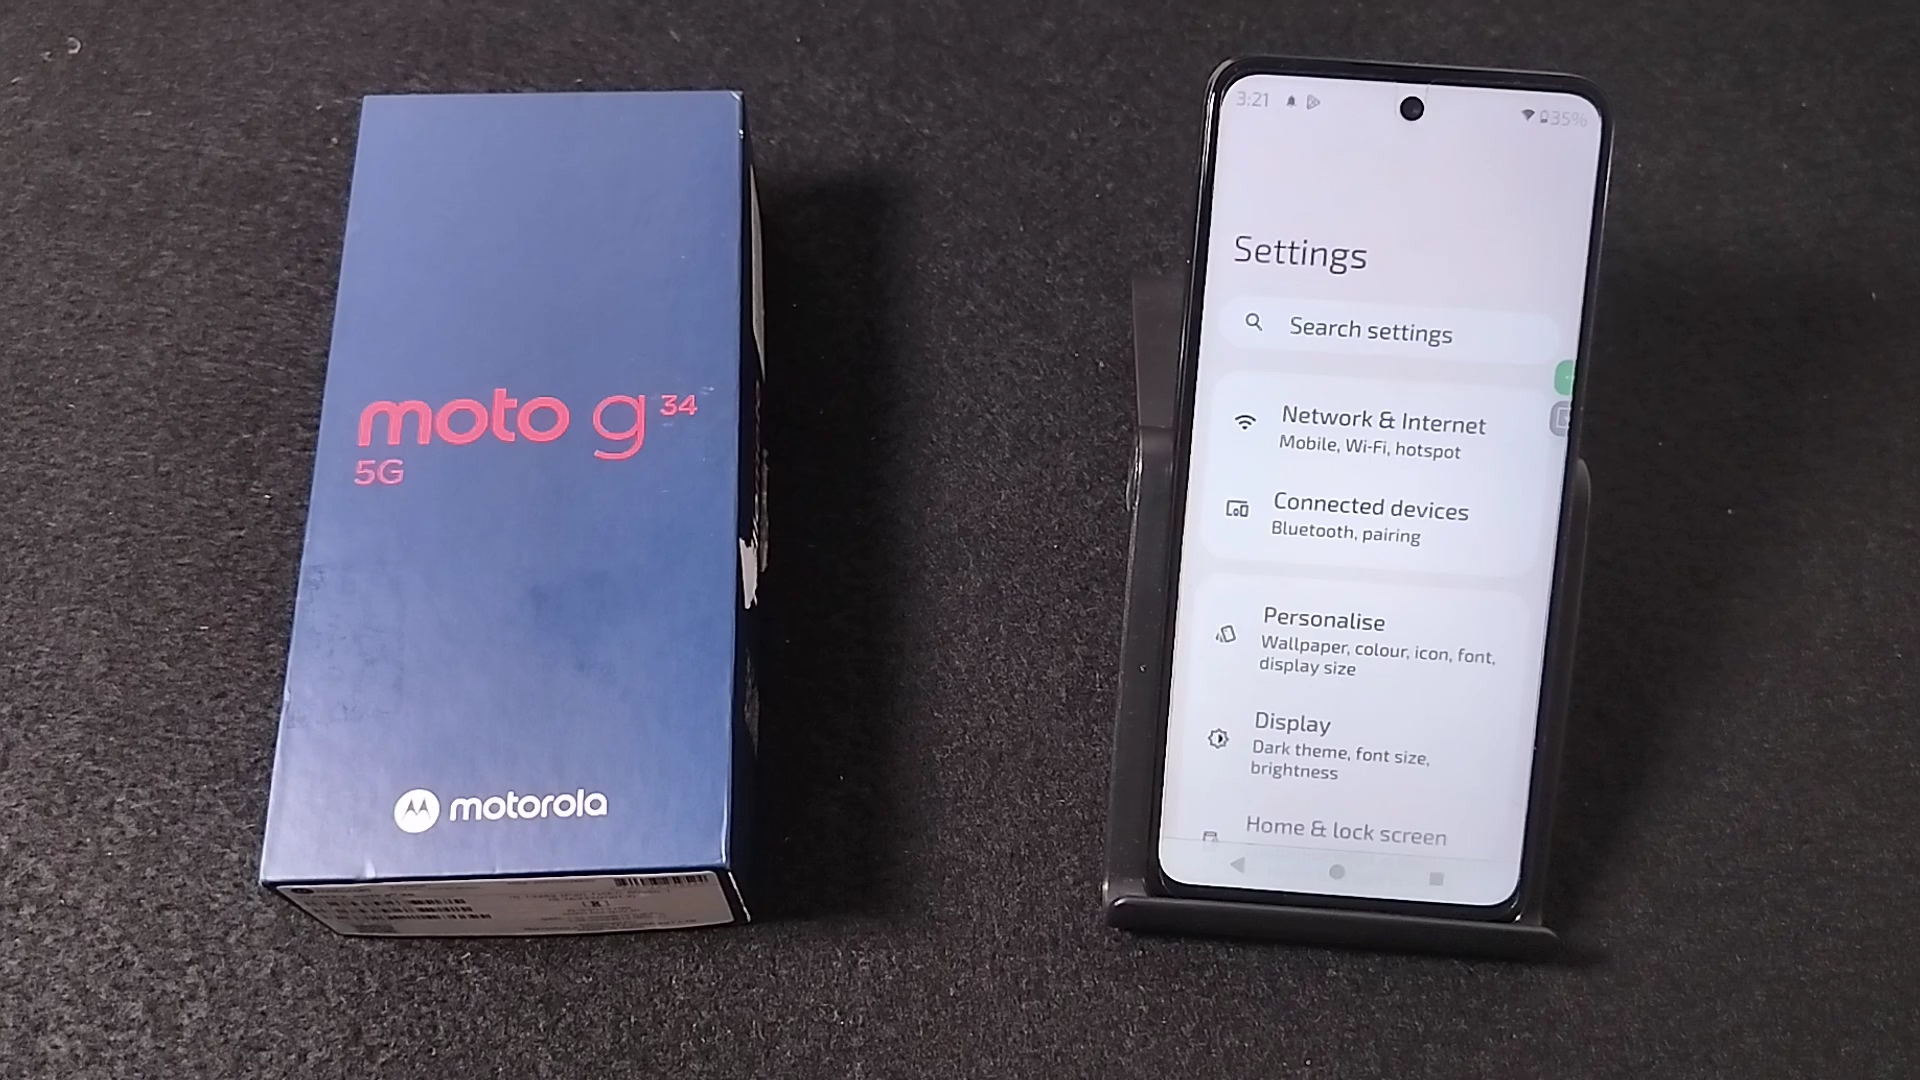 moto g 34
5G
motorola
3:21
35%
Settings
Search settings
Network & Internet
Mobile, Wi-Fi, hotspot
Connected devices
Bluetooth, pairing
Personalise
Wallpaper, colour, icon, font,
display size
Display
Dark theme, font size,
brightness
Home & lock screen